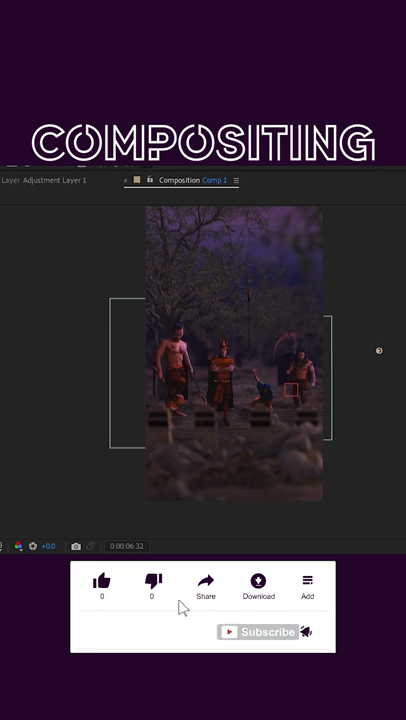 COMPOSITING
Layer Adjustment Layer 1
× Composition Comp 1
+0.0
0:00:06:32
0
0
Share
Download
Add
Subscribe